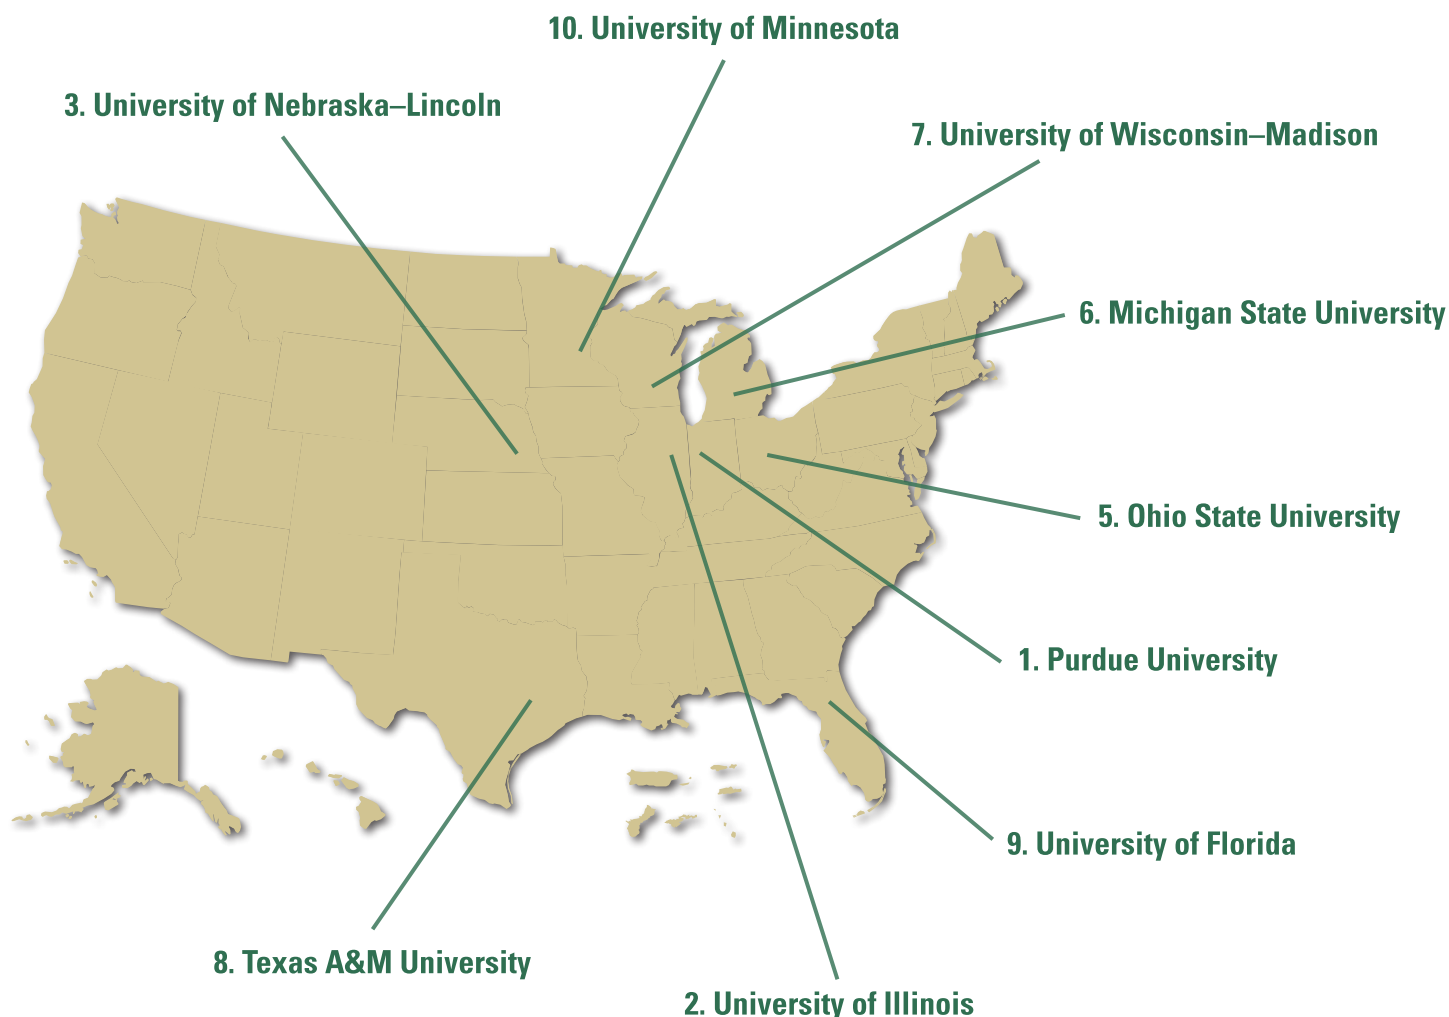 10. University of Minnesota
3. University of Nebraska–Lincoln
7. University of Wisconsin–Madison
6. Michigan State University
5. Ohio State University
1. Purdue University
9. University of Florida
8. Texas A&M University
2. University of Illinois